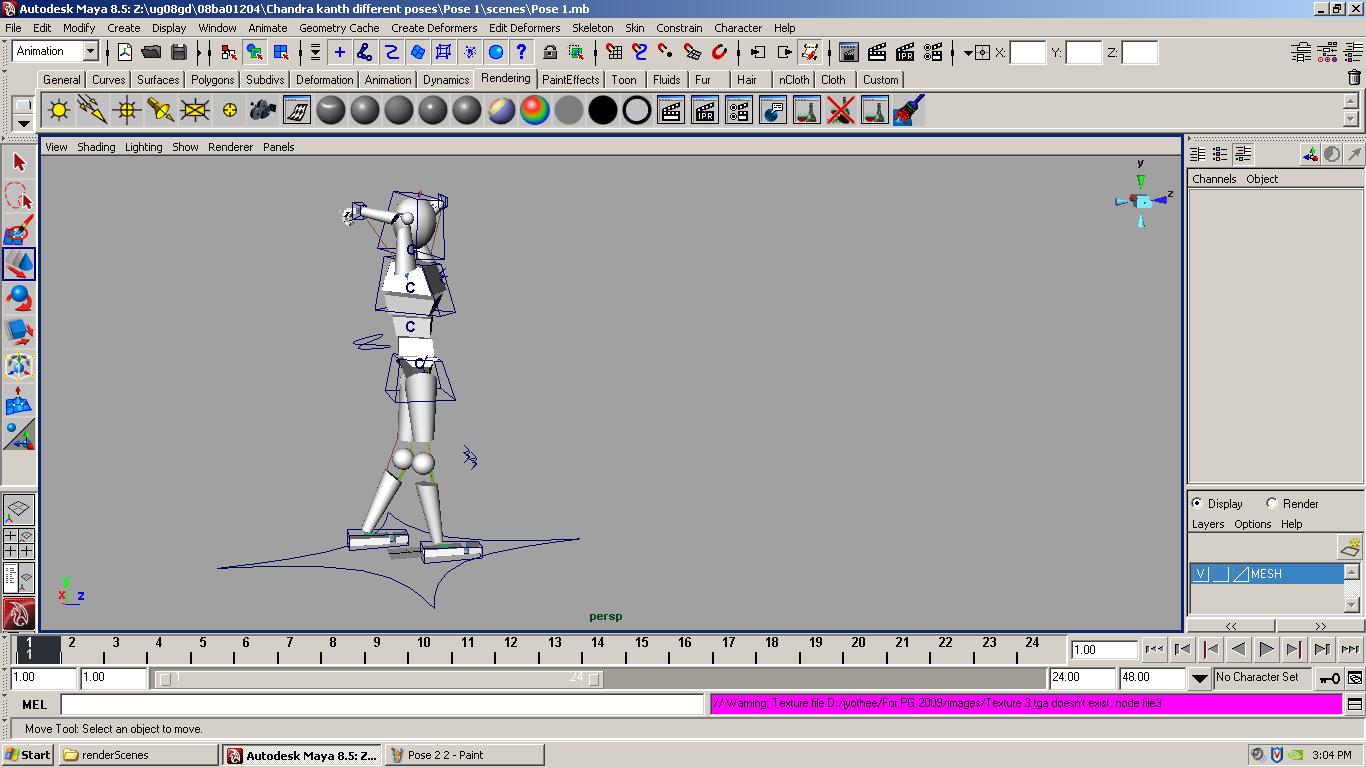 Autodesk Maya 8.5: Z:\ug08gd\08ba01204\Chandra kanth different poses\Pose 1\scenes\Pose 1.mb
File Edit Modify Create Display Window Animate Geometry Cache Create Deformers Edit Deformers Skeleton Skin Constrain Character Help
Animation X: Y: Z:
General Curves Surfaces Polygons Subdivs Deformation Animation Dynamics Rendering PaintEffects Toon Fluids Fur Hair nCloth Cloth Custom
IPR IPR
View Shading Lighting Show Renderer Panels
Channels Object
y
z
C
C
C
C
Display Render
Layers Options Help
V MESH
y
x z
persp
<< >>
1 2 3 4 5 6 7 8 9 10 11 12 13 14 15 16 17 18 19 20 21 22 23 24
1 1.00
1.00 1.00 1 24 24.00 48.00 No Character Set
MEL // Warning: Texture file D:/jyothee/For PG 2009/images/Texture 3.tga doesn't exist, node file3.
Move Tool: Select an object to move.
Start renderScenes Autodesk Maya 8.5: Z... Pose 2 2 - Paint 3:04 PM